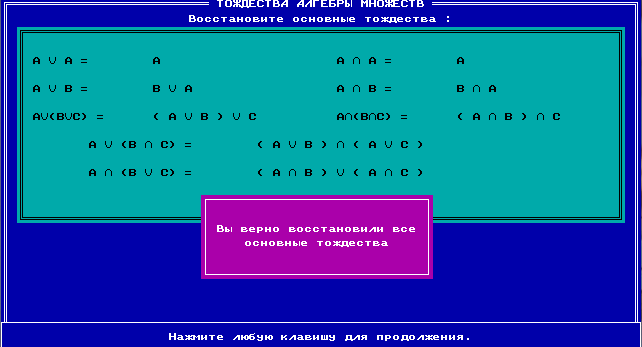 ТОЖДЕСТВА АЛГЕБРЫ МНОЖЕСТВ
Восстановите основные тождества :
A ∪ A = A A ∩ A = A
A ∪ B = B ∪ A A ∩ B = B ∩ A
A∪(B∪C) = ( A ∪ B ) ∪ C A∩(B∩C) = ( A ∩ B ) ∩ C
A ∪ (B ∩ C) = ( A ∪ B ) ∩ ( A ∪ C )
A ∩ (B ∪ C) = ( A ∩ B ) ∪ ( A ∩ C )
Вы верно восстановили все
основные тождества
Нажмите любую клавишу для продолжения.